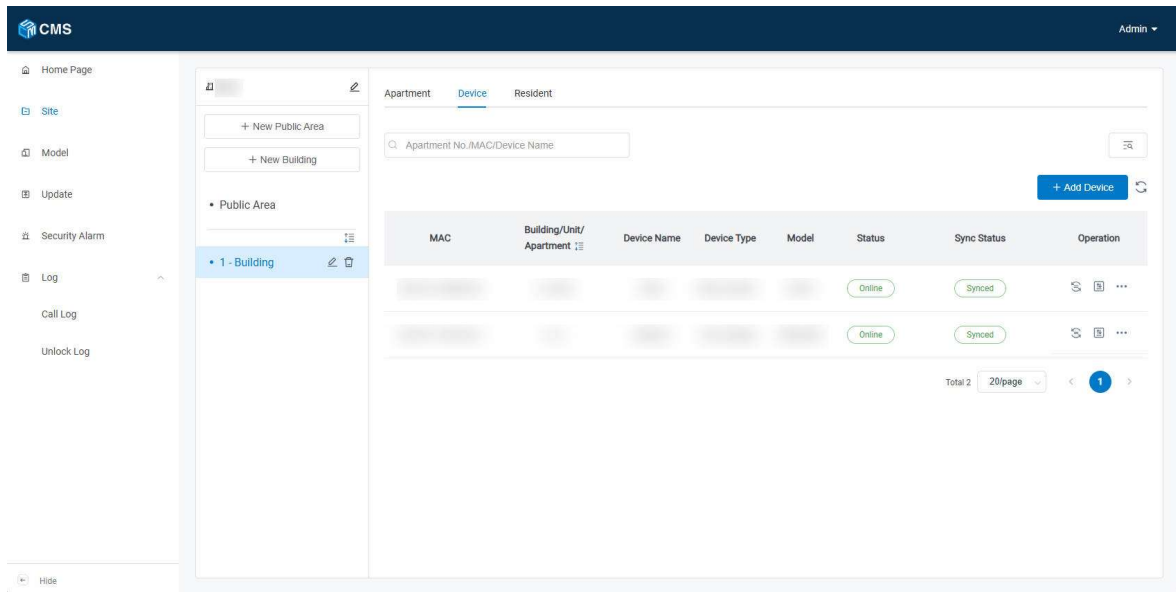 CMS
Admin
Home Page
Site
Model
Update
Security Alarm
Log
Call Log
Unlock Log
Hide
+ New Public Area
+ New Building
• Public Area
• 1 - Building
Apartment Device Resident
Apartment No./MAC/Device Name
+ Add Device
MAC Building/Unit/ Device Name Device Type Model Status Sync Status Operation
Apartment
Online Synced
Online Synced
Total 2 20/page < 1 >